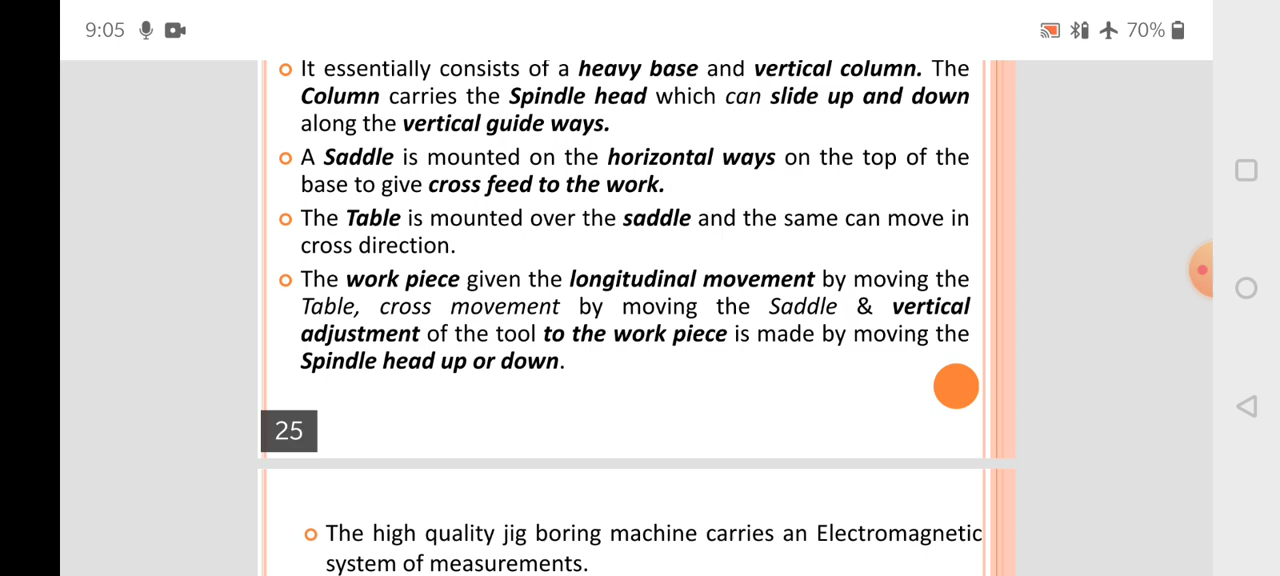 9:05
70%
It essentially consists of a heavy base and vertical column. The
Column carries the Spindle head which can slide up and down
along the vertical guide ways.
A Saddle is mounted on the horizontal ways on the top of the
base to give cross feed to the work.
The Table is mounted over the saddle and the same can move in
cross direction.
The work piece given the longitudinal movement by moving the
Table, cross movement by moving the Saddle & vertical
adjustment of the tool to the work piece is made by moving the
Spindle head up or down.
25
The high quality jig boring machine carries an Electromagnetic
system of measurements.